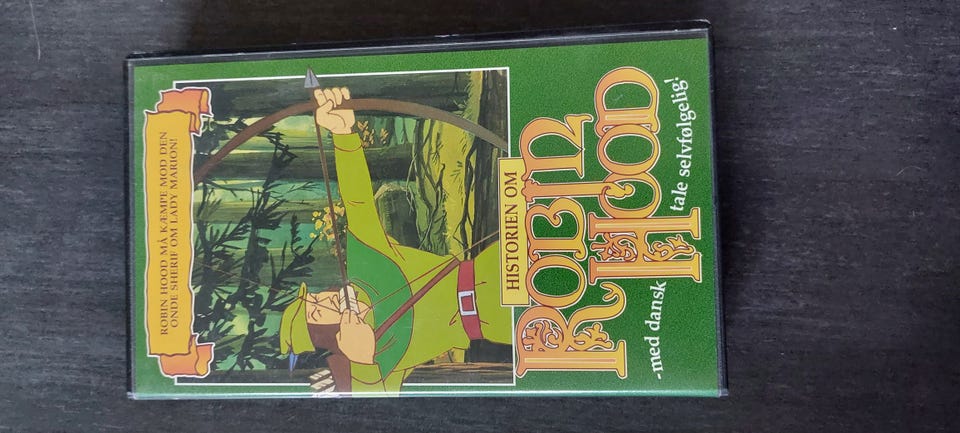 ROBIN HOOD MÅ KÆMPE MOD DEN
ONDE SHERIF OM LADY MARION!
HISTORIEN OM
ROBIN
HOOD
-med dansk tale selvfølgelig!